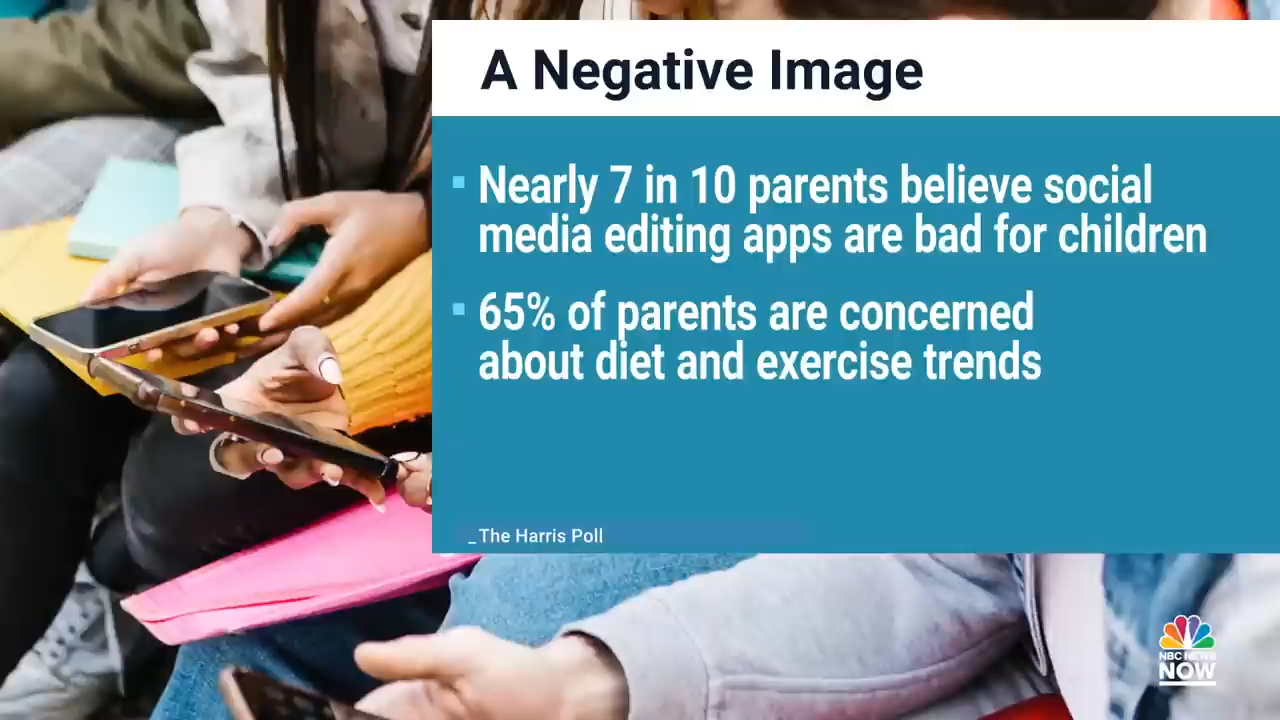 A Negative Image
▪ Nearly 7 in 10 parents believe social
media editing apps are bad for children
▪ 65% of parents are concerned
about diet and exercise trends
_The Harris Poll
NBC NEWS
NOW